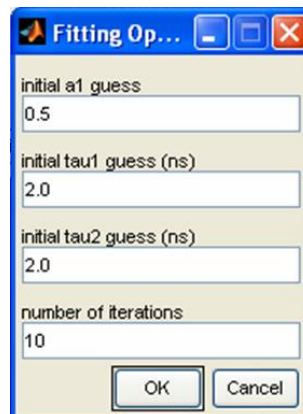 Fitting Op...
initial a1 guess
0.5
initial tau1 guess (ns)
2.0
initial tau2 guess (ns)
2.0
number of iterations
10
OK Cancel